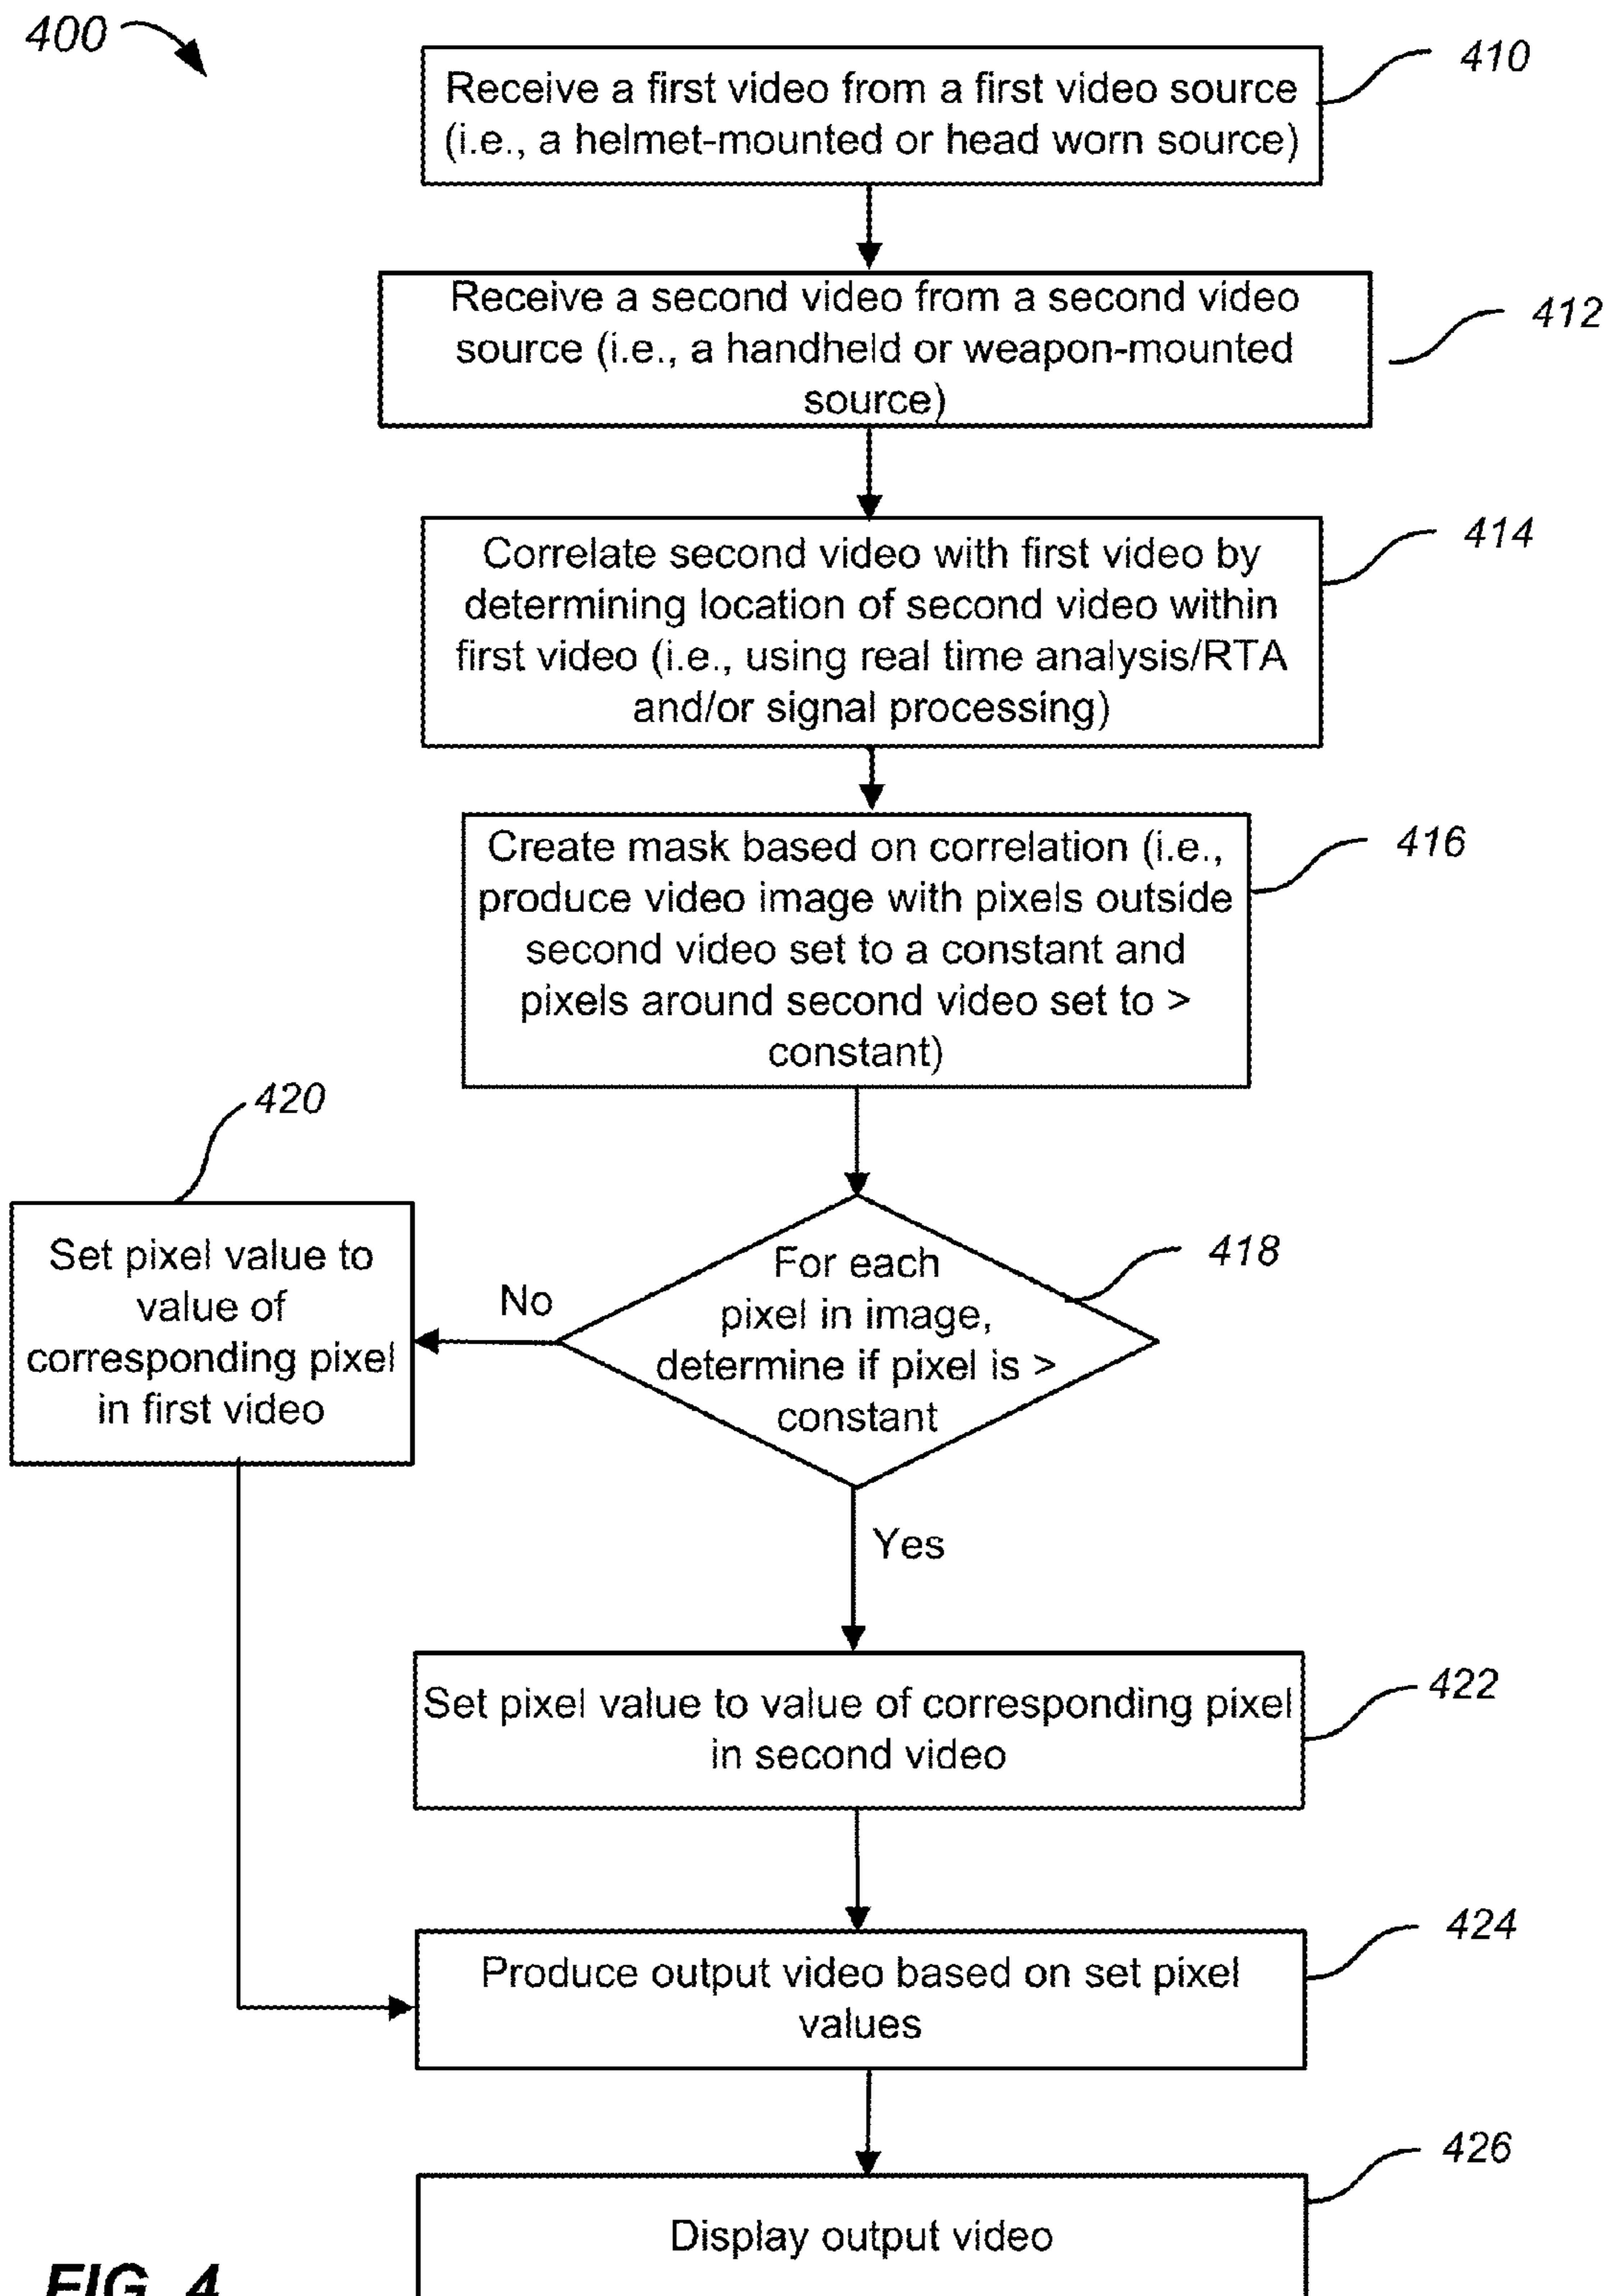 400
410
Receive a first video from a first video source
(i.e., a helmet-mounted or head worn source)
412
Receive a second video from a second video
source (i.e., a handheld or weapon-mounted
source)
414
Correlate second video with first video by
determining location of second video within
first video (i.e., using real time analysis/RTA
and/or signal processing)
416
Create mask based on correlation (i.e.,
produce video image with pixels outside
second video set to a constant and
pixels around second video set to >
constant)
420
Set pixel value to
value of
corresponding pixel
in first video
No
418
For each
pixel in image,
determine if pixel is >
constant
Yes
422
Set pixel value to value of corresponding pixel
in second video
424
Produce output video based on set pixel
values
426
Display output video
FIG. 4